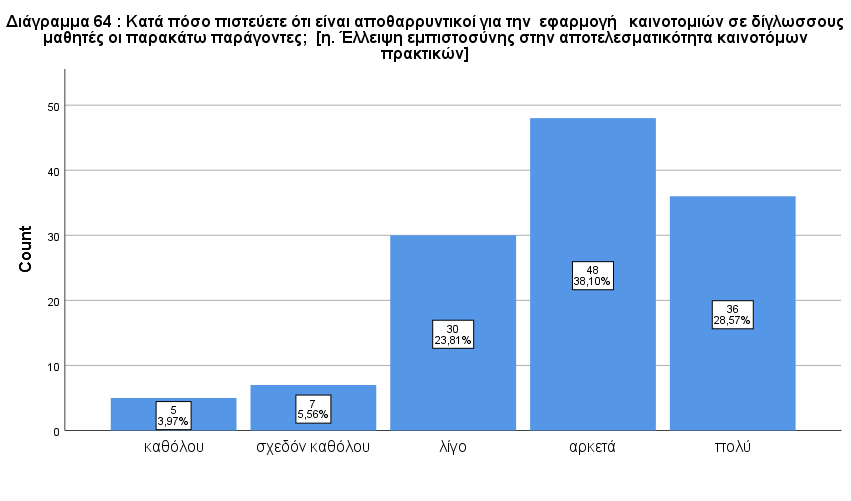 Διάγραμμα 64 : Κατά πόσο πιστεύετε ότι είναι αποθαρρυντικοί για την εφαρμογή καινοτομιών σε δίγλωσσους
μαθητές οι παρακάτω παράγοντες; [η. Έλλειψη εμπιστοσύνης στην αποτελεσματικότητα καινοτόμων
πρακτικών]
Count
50
40
30
20
10
0
5
3,97%
7
5,56%
30
23,81%
48
38,10%
36
28,57%
καθόλου
σχεδόν καθόλου
λίγο
αρκετά
πολύ